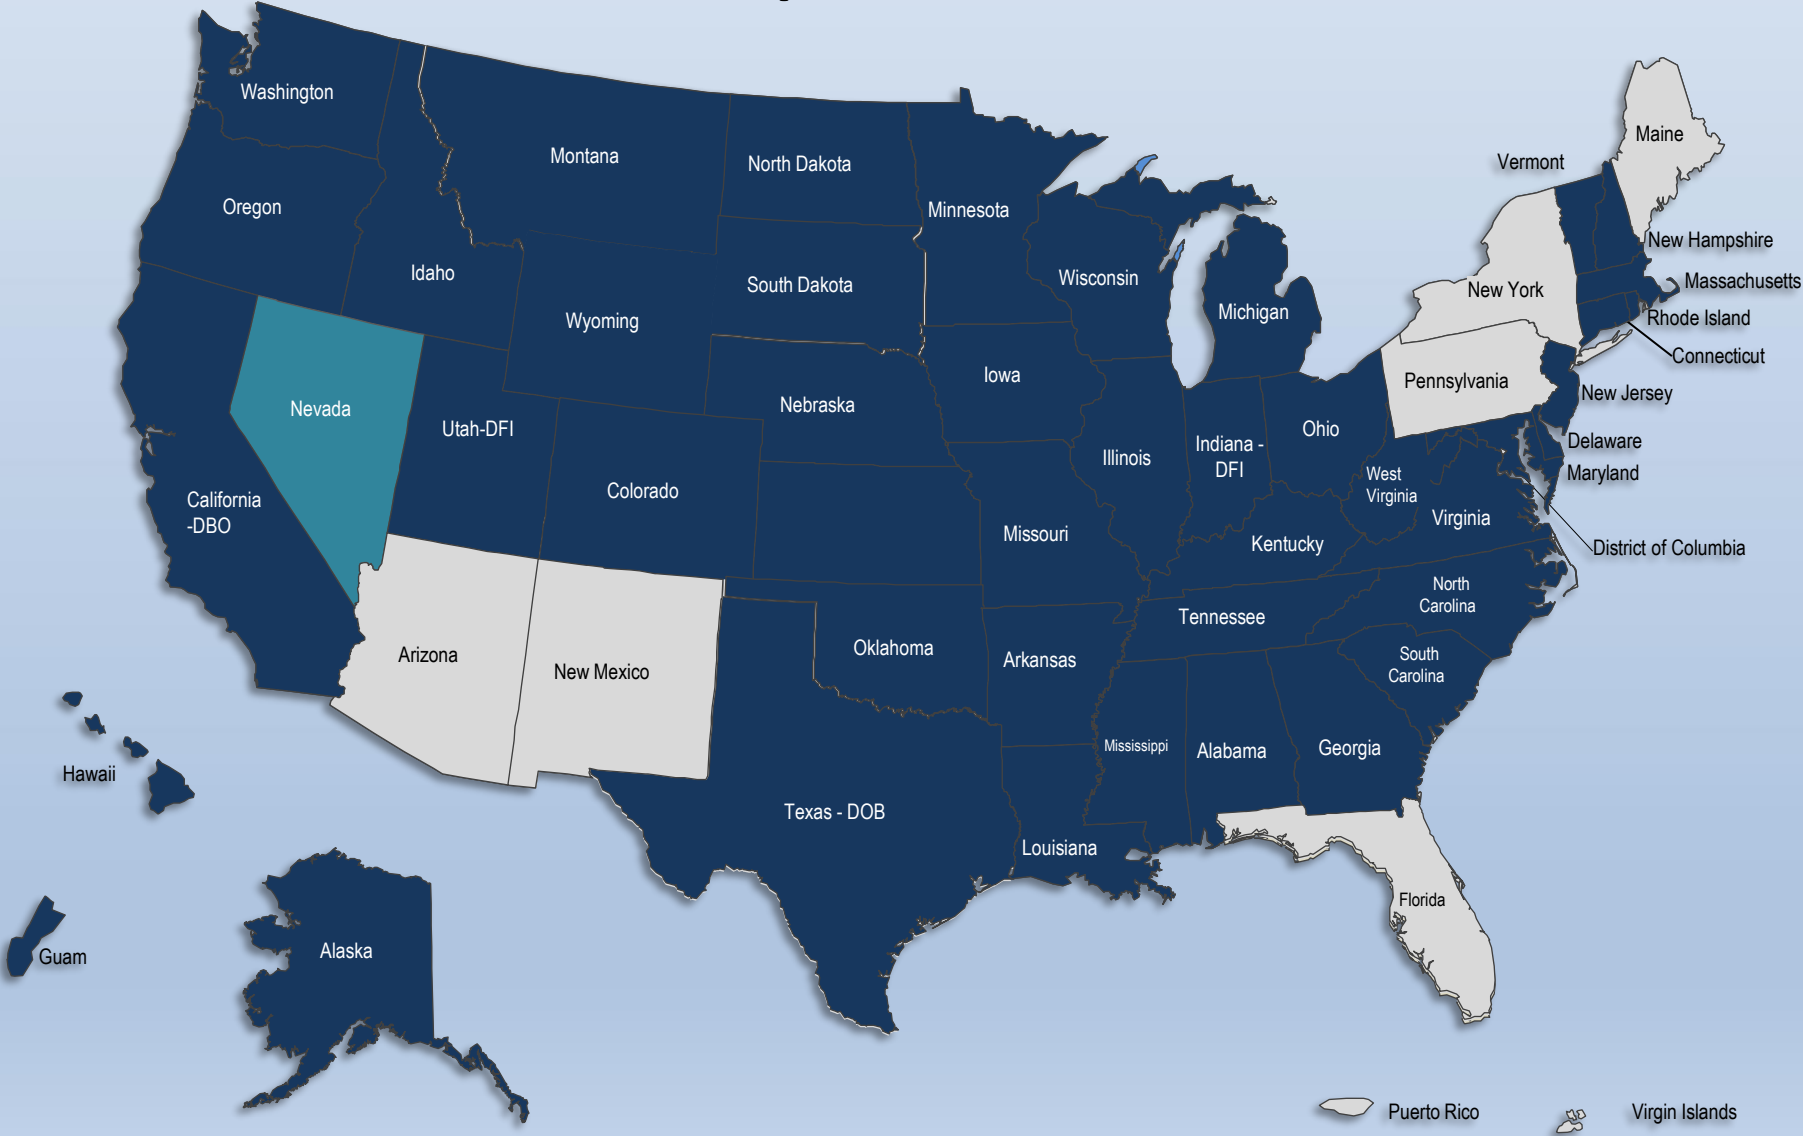 Washington
Montana
North Dakota
Minnesota
Maine
Vermont
Oregon
Idaho
Wyoming
South Dakota
Wisconsin
Michigan
New York
New Hampshire
Massachusetts
Rhode Island
Connecticut
Nevada
Utah-DFI
Nebraska
Iowa
Illinois
Indiana -
DFI
Ohio
Pennsylvania
New Jersey
Delaware
Maryland
California
-DBO
Colorado
Missouri
Kentucky
West
Virginia
Virginia
District of Columbia
Arizona
New Mexico
Oklahoma
Arkansas
Tennessee
North
Carolina
South
Carolina
Hawaii
Texas - DOB
Louisiana
Mississippi
Alabama
Georgia
Florida
Guam
Alaska
Puerto Rico
Virgin Islands